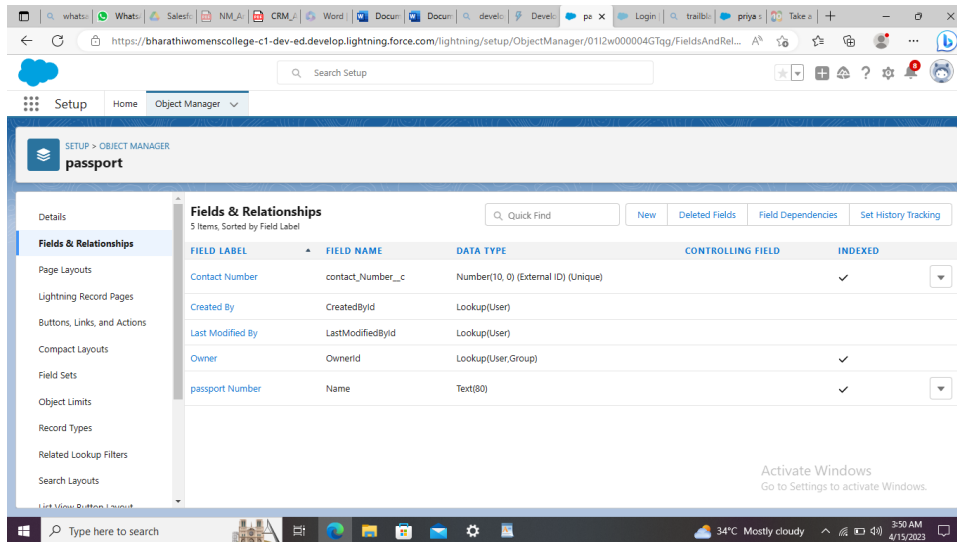 whatsa
Whats
Salesfo
NM_A
CRM_A
Word
Docum
Docum
develo
Develo
pa
Login
trailbla
priya s
Take a
https://bharathiwomenscollege-c1-dev-ed.develop.lightning.force.com/lightning/setup/ObjectManager/01I2w000004GTqg/FieldsAndRel...
Search Setup
8
Setup
Home
Object Manager
SETUP > OBJECT MANAGER
passport
Details
Fields & Relationships
Page Layouts
Lightning Record Pages
Buttons, Links, and Actions
Compact Layouts
Field Sets
Object Limits
Record Types
Related Lookup Filters
Search Layouts
List View Button Layout
Fields & Relationships
5 Items, Sorted by Field Label
Quick Find
New
Deleted Fields
Field Dependencies
Set History Tracking
FIELD LABEL FIELD NAME DATA TYPE CONTROLLING FIELD INDEXED
Contact Number contact_Number__c Number(10, 0) (External ID) (Unique)
Created By CreatedById Lookup(User)
Last Modified By LastModifiedById Lookup(User)
Owner OwnerId Lookup(User,Group)
passport Number Name Text(80)
Activate Windows
Go to Settings to activate Windows.
Type here to search
34°C Mostly cloudy
3:50 AM
4/15/2023